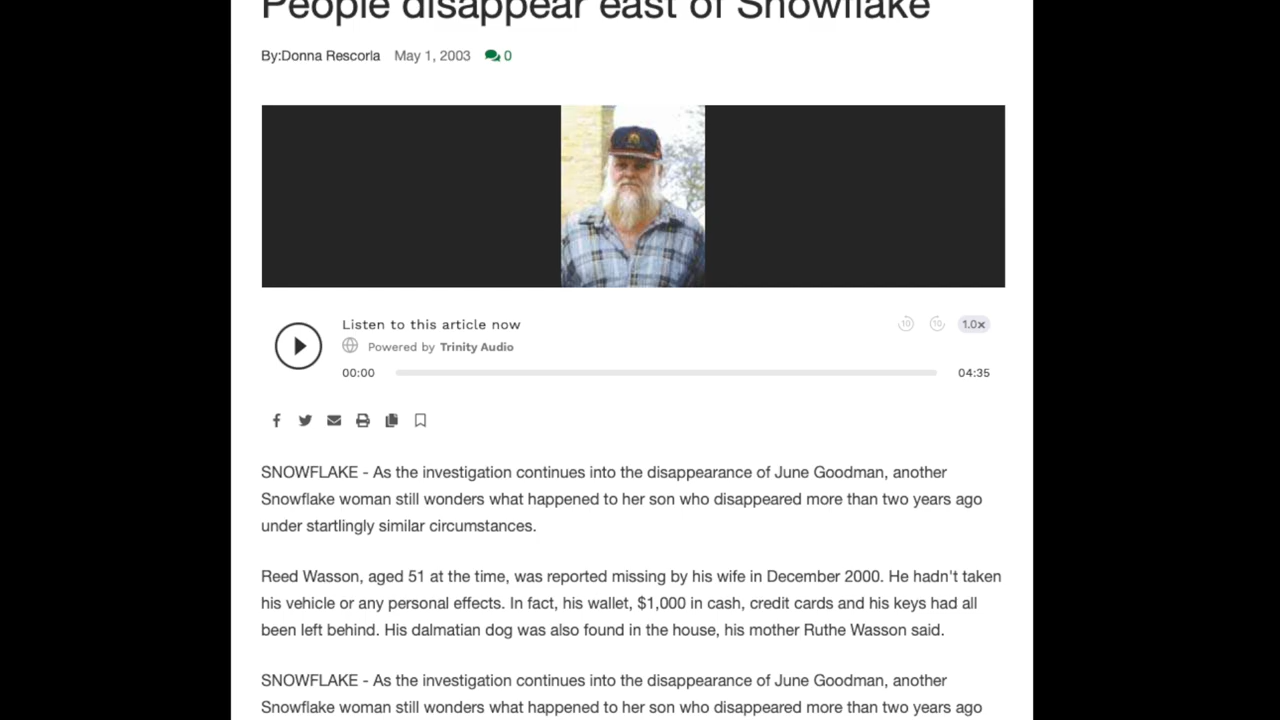 People disappear east of Snowflake
By:Donna Rescorla May 1, 2003 0
Listen to this article now
10 10 1.0x
Powered by Trinity Audio
00:00 04:35
SNOWFLAKE - As the investigation continues into the disappearance of June Goodman, another
Snowflake woman still wonders what happened to her son who disappeared more than two years ago
under startlingly similar circumstances.
Reed Wasson, aged 51 at the time, was reported missing by his wife in December 2000. He hadn't taken
his vehicle or any personal effects. In fact, his wallet, $1,000 in cash, credit cards and his keys had all
been left behind. His dalmatian dog was also found in the house, his mother Ruthe Wasson said.
SNOWFLAKE - As the investigation continues into the disappearance of June Goodman, another
Snowflake woman still wonders what happened to her son who disappeared more than two years ago